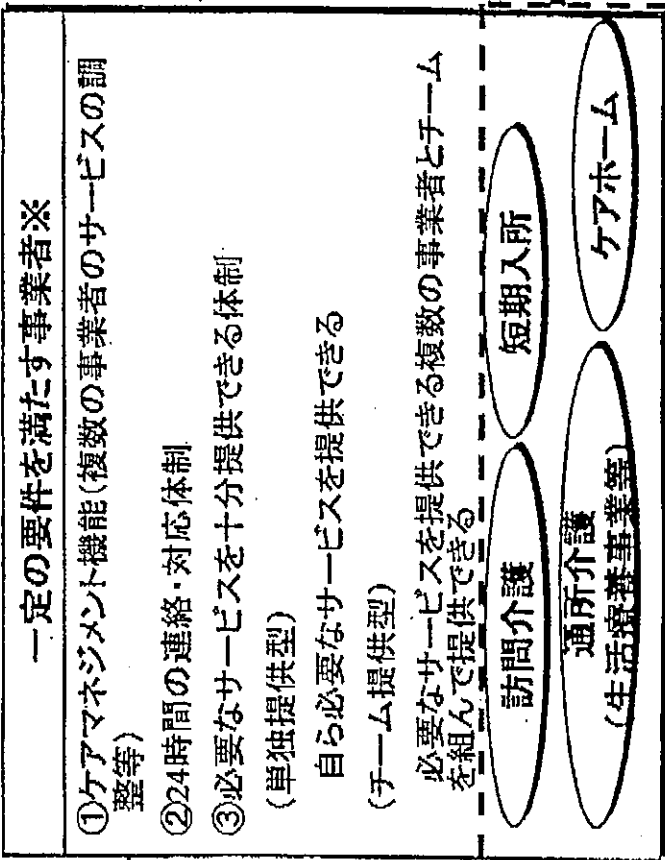 一定の要件を満たす事業者※
①ケアマネジメント機能(複数の事業者のサービスの調
整等)
②24時間の連絡・対応体制
③必要なサービスを十分提供できる体制
(単独提供型)
自ら必要なサービスを提供できる
(チーム提供型)
必要なサービスを提供できる複数の事業者とチーム
を組んで提供できる
訪問介護
短期入所
通所介護
(生活療養事業等)
ケアホーム